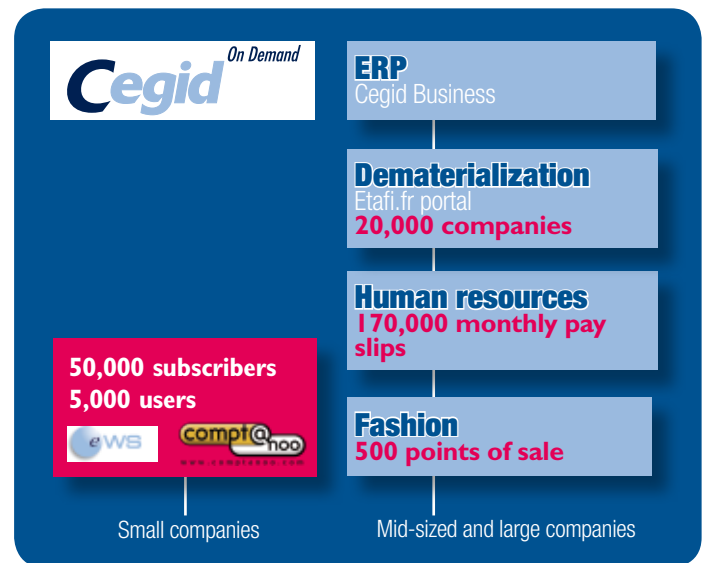 On Demand
Cegid
ERP
Cegid Business
Dematerialization
Etafi.fr portal
20,000 companies
Human resources
170,000 monthly pay
slips
Fashion
500 points of sale
50,000 subscribers
5,000 users
eWS
compt@noo
www.comptanoo.com
Small companies
Mid-sized and large companies